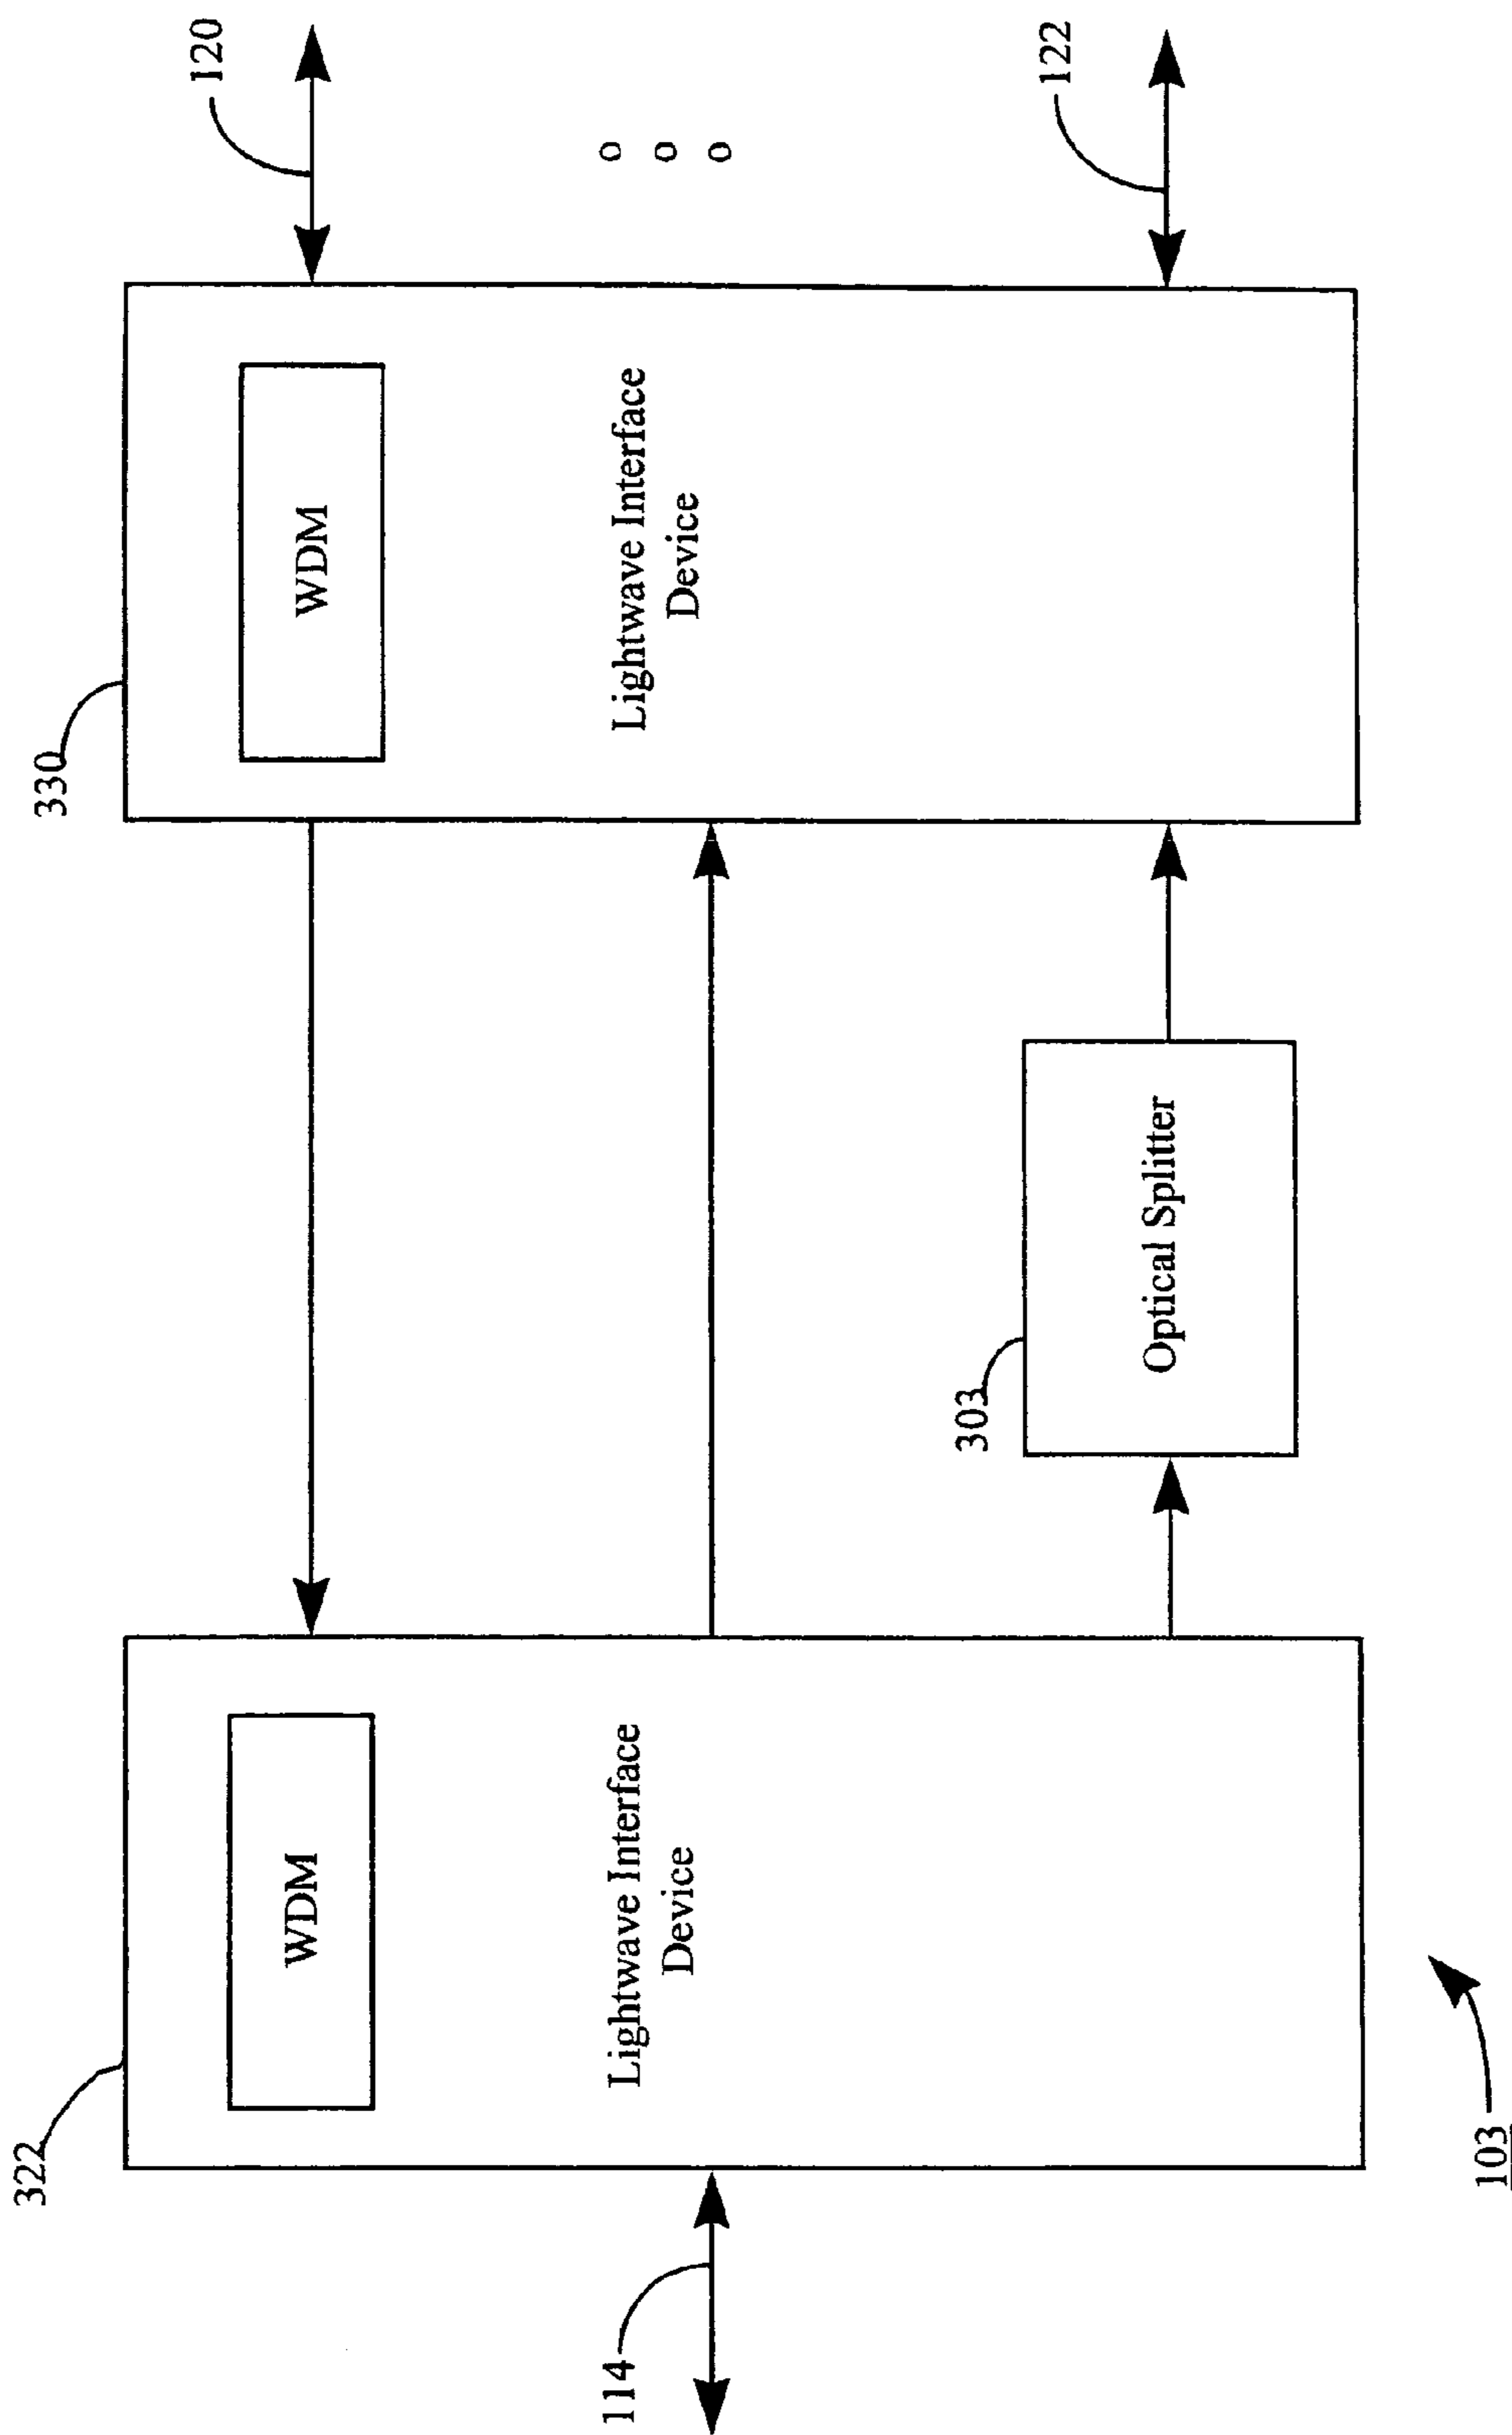 322
330
120
WDM
WDM
114
Lightwave Interface
Device
Lightwave Interface
Device
o
o
o
303
Optical Splitter
122
103